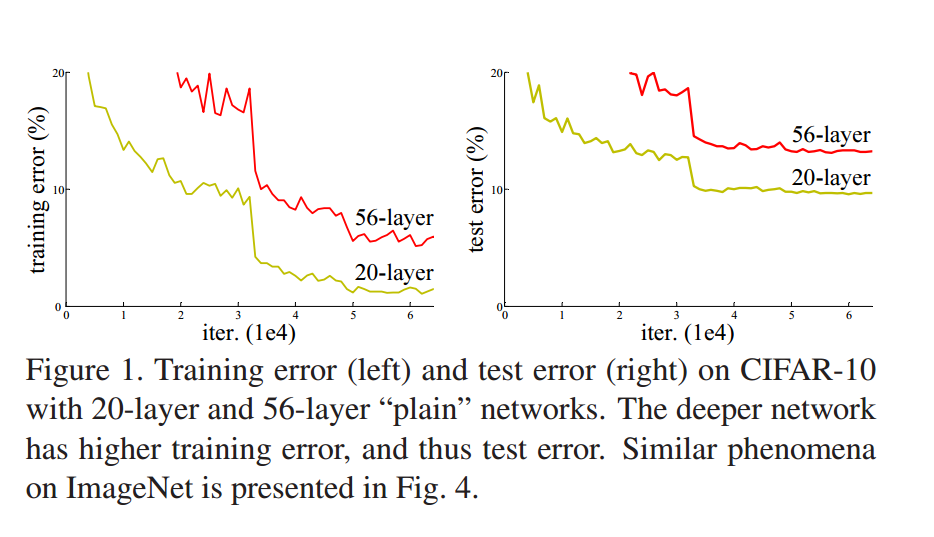 training error (%)
20
10
0
0 1 2 3 4 5 6
iter. (1e4)
56-layer
20-layer
test error (%)
20
10
0
0 1 2 3 4 5 6
iter. (1e4)
56-layer
20-layer
Figure 1. Training error (left) and test error (right) on CIFAR-10
with 20-layer and 56-layer “plain” networks. The deeper network
has higher training error, and thus test error. Similar phenomena
on ImageNet is presented in Fig. 4.